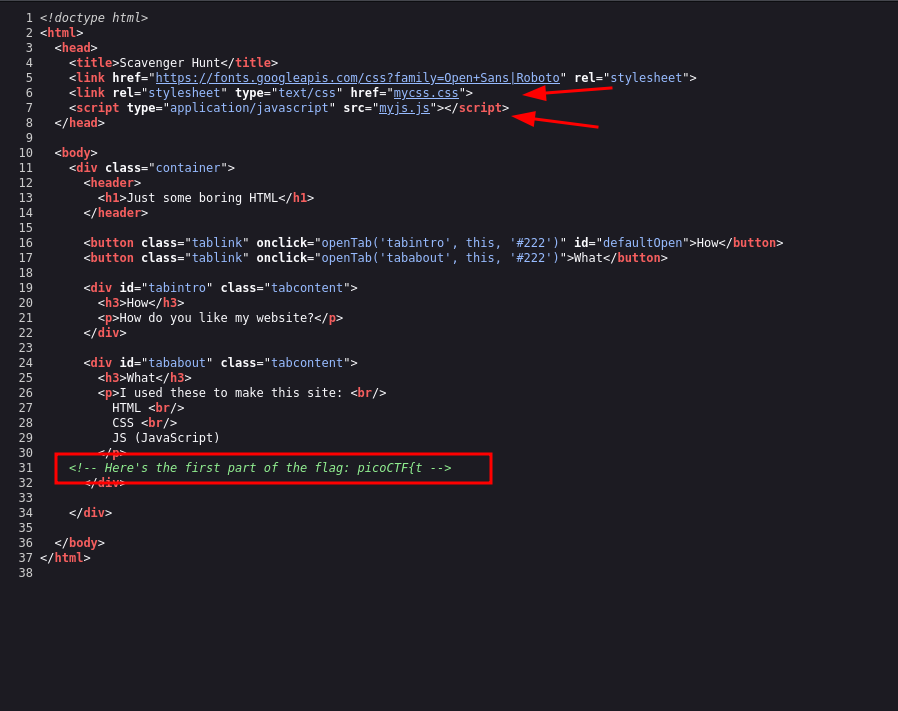 1 <!doctype html>
2 <html>
3 <head>
4 <title>Scavenger Hunt</title>
5 <link href="https://fonts.googleapis.com/css?family=Open+Sans|Roboto" rel="stylesheet">
6 <link rel="stylesheet" type="text/css" href="mycss.css">
7 <script type="application/javascript" src="myjs.js"></script>
8 </head>
9
10 <body>
11 <div class="container">
12 <header>
13 <h1>Just some boring HTML</h1>
14 </header>
15
16 <button class="tablink" onclick="openTab('tabintro', this, '#222')" id="defaultOpen">How</button>
17 <button class="tablink" onclick="openTab('tababout', this, '#222')">What</button>
18
19 <div id="tabintro" class="tabcontent">
20 <h3>How</h3>
21 <p>How do you like my website?</p>
22 </div>
23
24 <div id="tababout" class="tabcontent">
25 <h3>What</h3>
26 <p>I used these to make this site: <br/>
27 HTML <br/>
28 CSS <br/>
29 JS (JavaScript)
30 </p>
31 <!-- Here's the first part of the flag: picoCTF{t -->
32 </div>
33
34 </div>
35
36 </body>
37 </html>
38